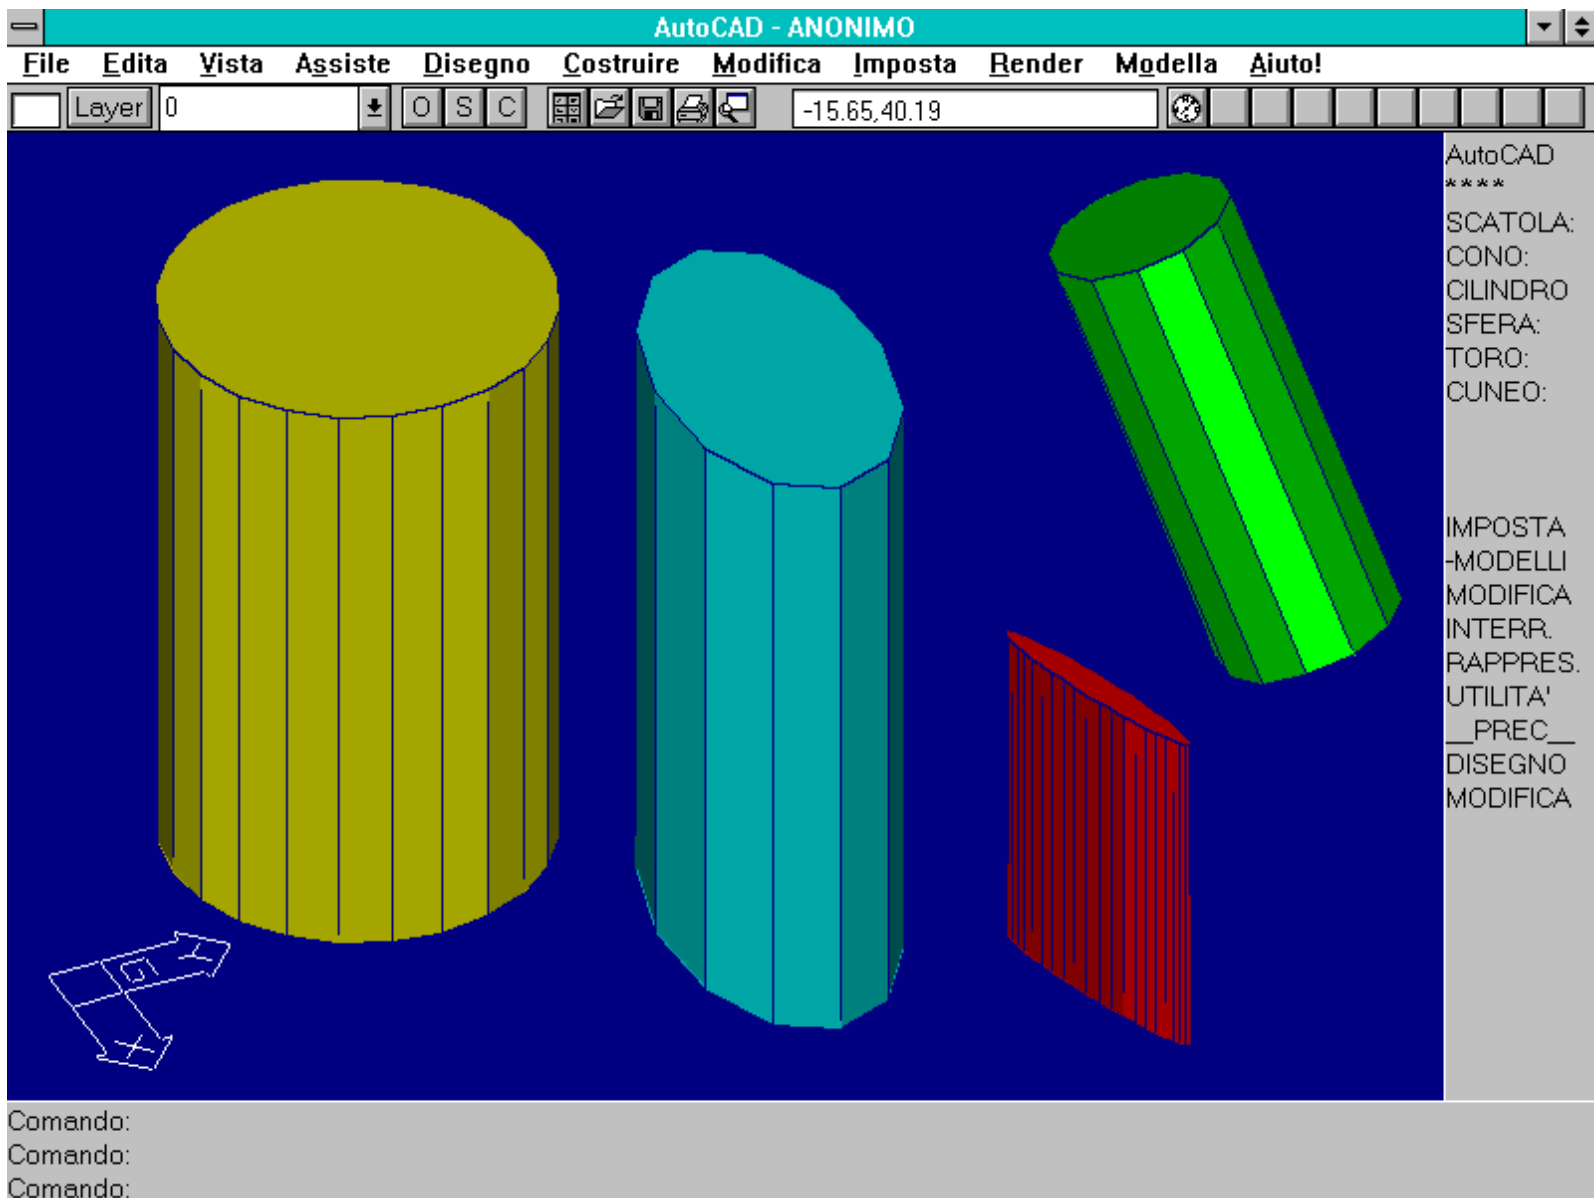 AutoCAD - ANONIMO
File Edita Vista Assiste Disegno Costruire Modifica Imposta Render Modella Aiuto!
Layer 0 O S C -15.65,40.19
AutoCAD
****
SCATOLA:
CONO:
CILINDRO
SFERA:
TORO:
CUNEO:
IMPOSTA
-MODELLI
MODIFICA
INTERR.
RAPPRES.
UTILITA'
__PREC__
DISEGNO
MODIFICA
G Y
X
Comando:
Comando:
Comando: